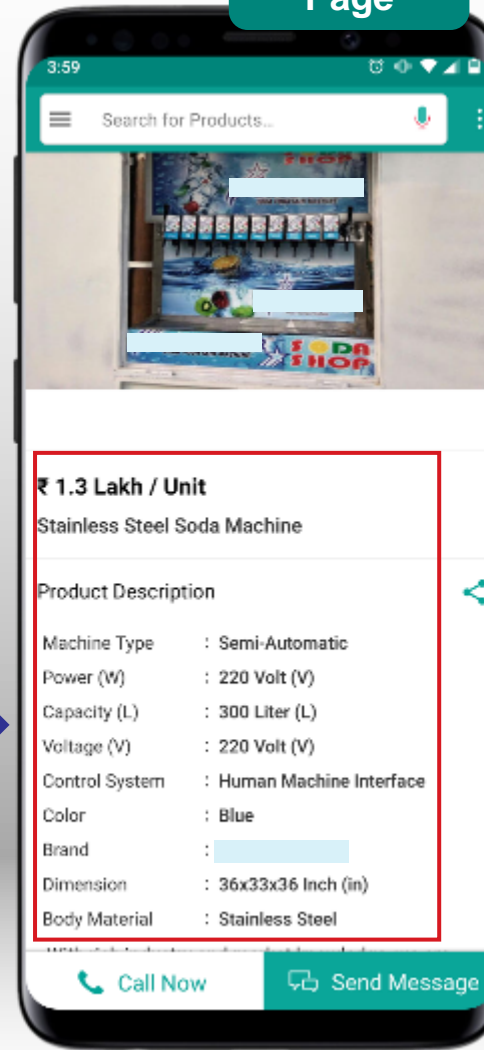 Page
3:59
Search for Products...
SHOP
SODA
SHOP
₹ 1.3 Lakh / Unit
Stainless Steel Soda Machine
Product Description
Machine Type : Semi-Automatic
Power (W) : 220 Volt (V)
Capacity (L) : 300 Liter (L)
Voltage (V) : 220 Volt (V)
Control System : Human Machine Interface
Color : Blue
Brand :
Dimension : 36x33x36 Inch (in)
Body Material : Stainless Steel
Call Now
Send Message